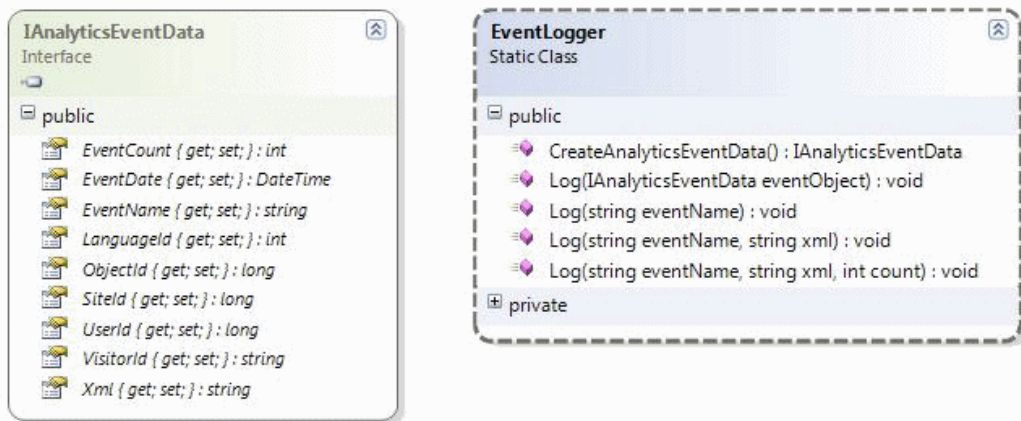 IAnalyticsEventData
Interface
public
EventCount { get; set; } : int
EventDate { get; set; } : DateTime
EventName { get; set; } : string
LanguageId { get; set; } : int
ObjectId { get; set; } : long
SiteId { get; set; } : long
UserId { get; set; } : long
VisitorId { get; set; } : string
Xml { get; set; } : string
EventLogger
Static Class
public
CreateAnalyticsEventData() : IAnalyticsEventData
Log(IAnalyticsEventData eventObject) : void
Log(string eventName) : void
Log(string eventName, string xml) : void
Log(string eventName, string xml, int count) : void
private